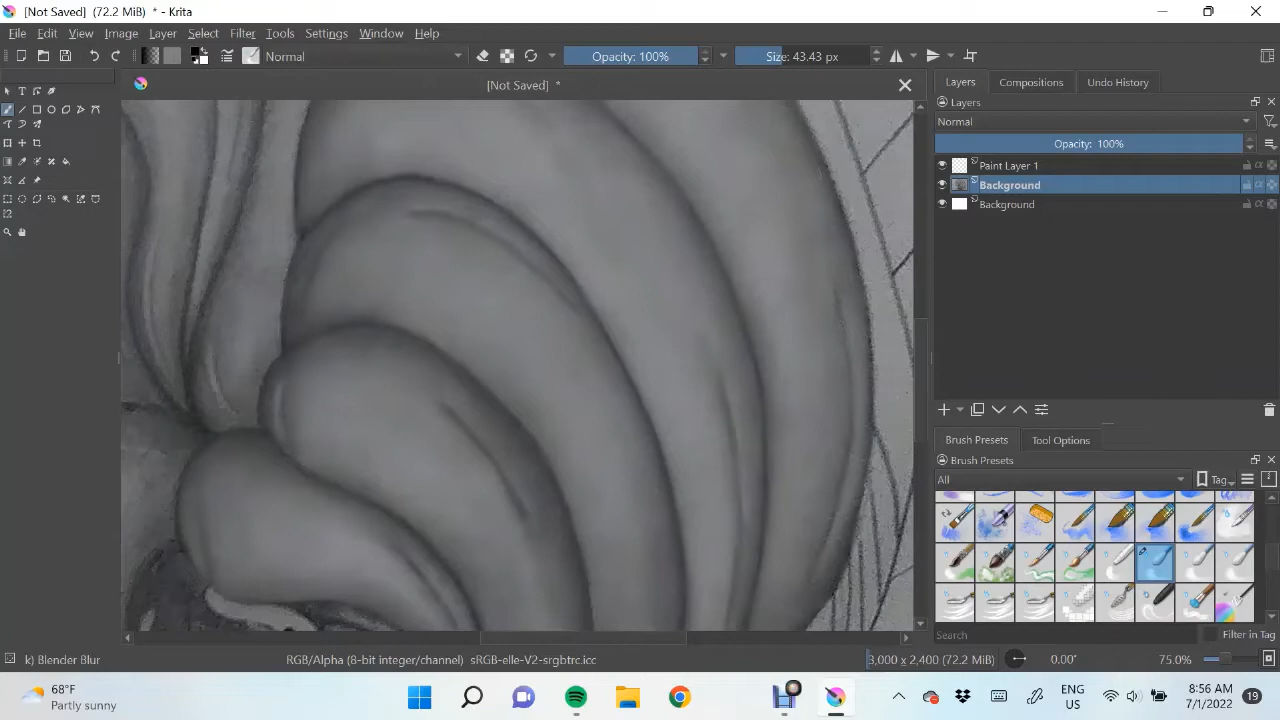 [Not Saved] (72.2 MiB) * - Krita
File Edit View Image Layer Select Filter Tools Settings Window Help
Normal Opacity: 100% Size: 43.43 px
[Not Saved] *
Layers Compositions Undo History
Layers
Normal
Opacity: 100%
Paint Layer 1
Background
Background
Brush Presets Tool Options
Brush Presets
All Tag
Search Filter in Tag
k) Blender Blur RGB/Alpha (8-bit integer/channel) sRGB-elle-V2-srgbtrc.icc 3,000 x 2,400 (72.2 MiB) 0.00° 75.0%
68°F
Partly sunny
ENG
US
8:56 AM
7/1/2022
19